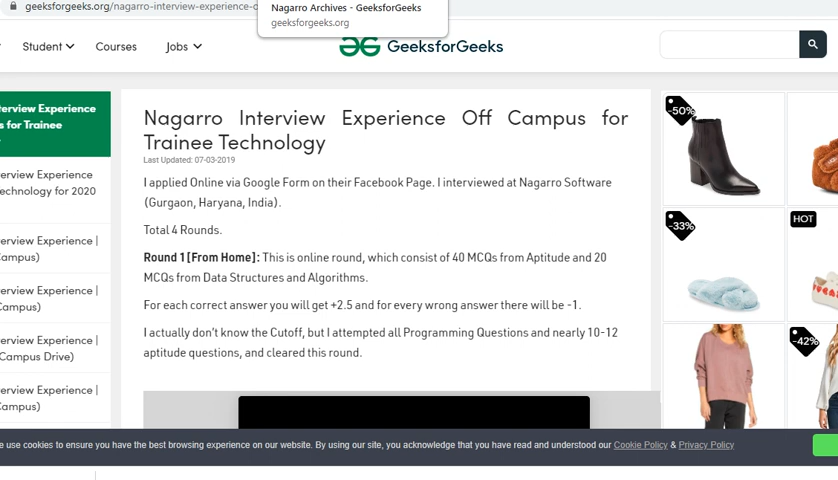 geeksforgeeks.org/nagarro-interview-experience-
Nagarro Archives - GeeksforGeeks
geeksforgeeks.org
Student
Courses
Jobs
GeeksforGeeks
terview Experience
s for Trainee
erview Experience
echnology for 2020
erview Experience |
Campus)
erview Experience |
Campus)
erview Experience |
Campus Drive)
erview Experience |
Campus)
Nagarro Interview Experience Off Campus for
Trainee Technology
Last Updated: 07-03-2019
I applied Online via Google Form on their Facebook Page. I interviewed at Nagarro Software
(Gurgaon, Haryana, India).
Total 4 Rounds.
Round 1[From Home]: This is online round, which consist of 40 MCQs from Aptitude and 20
MCQs from Data Structures and Algorithms.
For each correct answer you will get +2.5 and for every wrong answer there will be -1.
I actually don't know the Cutoff, but I attempted all Programming Questions and nearly 10-12
aptitude questions, and cleared this round.
-50%
-33%
HOT
-42%
e use cookies to ensure you have the best browsing experience on our website. By using our site, you acknowledge that you have read and understood our Cookie Policy & Privacy Policy